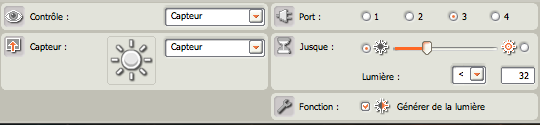 Contrôle : Capteur
Capteur : Capteur
Port : 1 2 3 4
Jusque :
Lumière : < 32
Fonction : Générer de la lumière